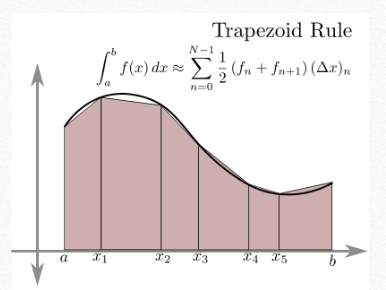 Trapezoid Rule
∫_a^b f(x) dx ≈ ∑_{n=0}^{N−1} 1/2 (f_n + f_{n+1}) (Δx)_n
a x_1 x_2 x_3 x_4 x_5 b